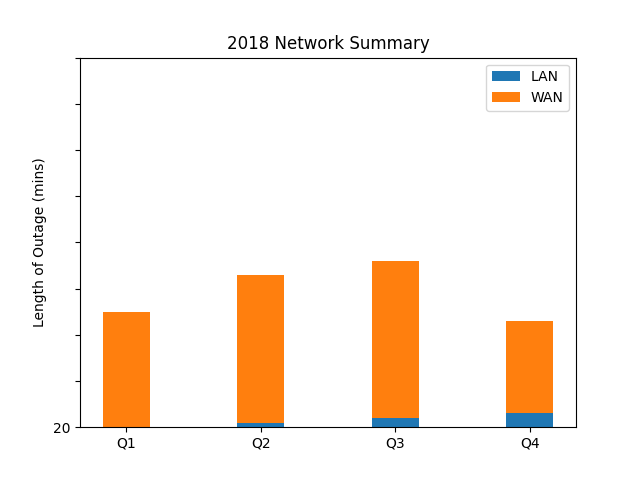 2018 Network Summary
LAN
WAN
Length of Outage (mins)
20
Q1 Q2 Q3 Q4